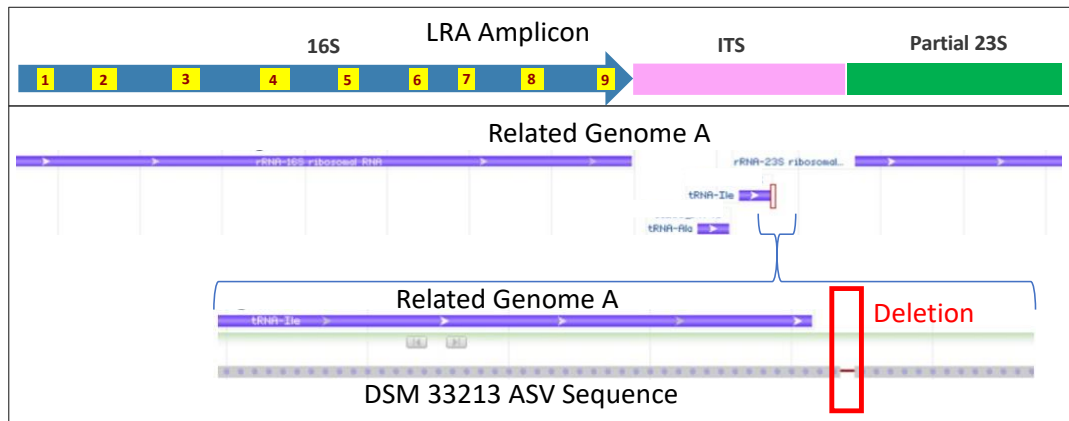 LRA Amplicon
16S
ITS
Partial 23S
1 2 3 4 5 6 7 8 9
Related Genome A
rRNA-16S ribosomal RNA
rRNA-23S ribosomal…
tRNA-Ile
tRNA-Ala
Related Genome A
Deletion
tRNA-Ile
DSM 33213 ASV Sequence